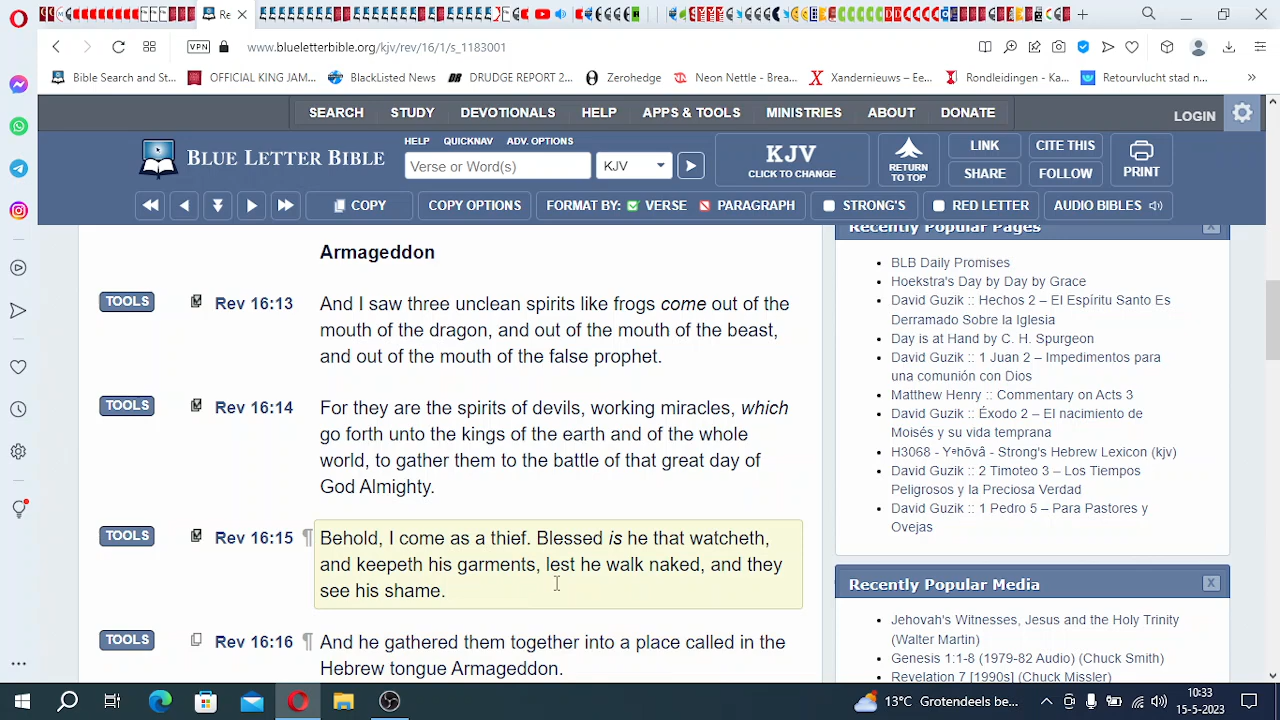 Re
www.blueletterbible.org/kjv/rev/16/1/s_1183001
VPN
Bible Search and St...
OFFICIAL KING JAM...
BlackListed News
DR DRUDGE REPORT 2...
Zerohedge
Neon Nettle - Brea...
X Xandernieuws – Ee...
Rondleidingen - Ka...
Retourvlucht stad n...
»
SEARCH
STUDY
DEVOTIONALS
HELP
APPS & TOOLS
MINISTRIES
ABOUT
DONATE
LOGIN
BLUE LETTER BIBLE
HELP
QUICKNAV
ADV. OPTIONS
Verse or Word(s)
KJV
KJV
CLICK TO CHANGE
RETURN
TO TOP
LINK
CITE THIS
SHARE
FOLLOW
PRINT
COPY
COPY OPTIONS
FORMAT BY:
VERSE
PARAGRAPH
STRONG'S
RED LETTER
AUDIO BIBLES
Armageddon
TOOLS
Rev 16:13
And I saw three unclean spirits like frogs come out of the
mouth of the dragon, and out of the mouth of the beast,
and out of the mouth of the false prophet.
TOOLS
Rev 16:14
For they are the spirits of devils, working miracles, which
go forth unto the kings of the earth and of the whole
world, to gather them to the battle of that great day of
God Almighty.
TOOLS
Rev 16:15
¶
Behold, I come as a thief. Blessed is he that watcheth,
and keepeth his garments, lest he walk naked, and they
see his shame.
TOOLS
Rev 16:16
¶
And he gathered them together into a place called in the
Hebrew tongue Armageddon.
Recently Popular Pages
X
BLB Daily Promises
Hoekstra's Day by Day by Grace
David Guzik :: Hechos 2 – El Espíritu Santo Es
Derramado Sobre la Iglesia
Day is at Hand by C. H. Spurgeon
David Guzik :: 1 Juan 2 – Impedimentos para
una comunión con Dios
Matthew Henry :: Commentary on Acts 3
David Guzik :: Éxodo 2 – El nacimiento de
Moisés y su vida temprana
H3068 - Yᵊhōvâ - Strong's Hebrew Lexicon (kjv)
David Guzik :: 2 Timoteo 3 – Los Tiempos
Peligrosos y la Preciosa Verdad
David Guzik :: 1 Pedro 5 – Para Pastores y
Ovejas
Recently Popular Media
X
Jehovah's Witnesses, Jesus and the Holy Trinity
(Walter Martin)
Genesis 1:1-8 (1979-82 Audio) (Chuck Smith)
Revelation 7 [1990s] (Chuck Missler)
13°C Grotendeels be...
10:33
15-5-2023